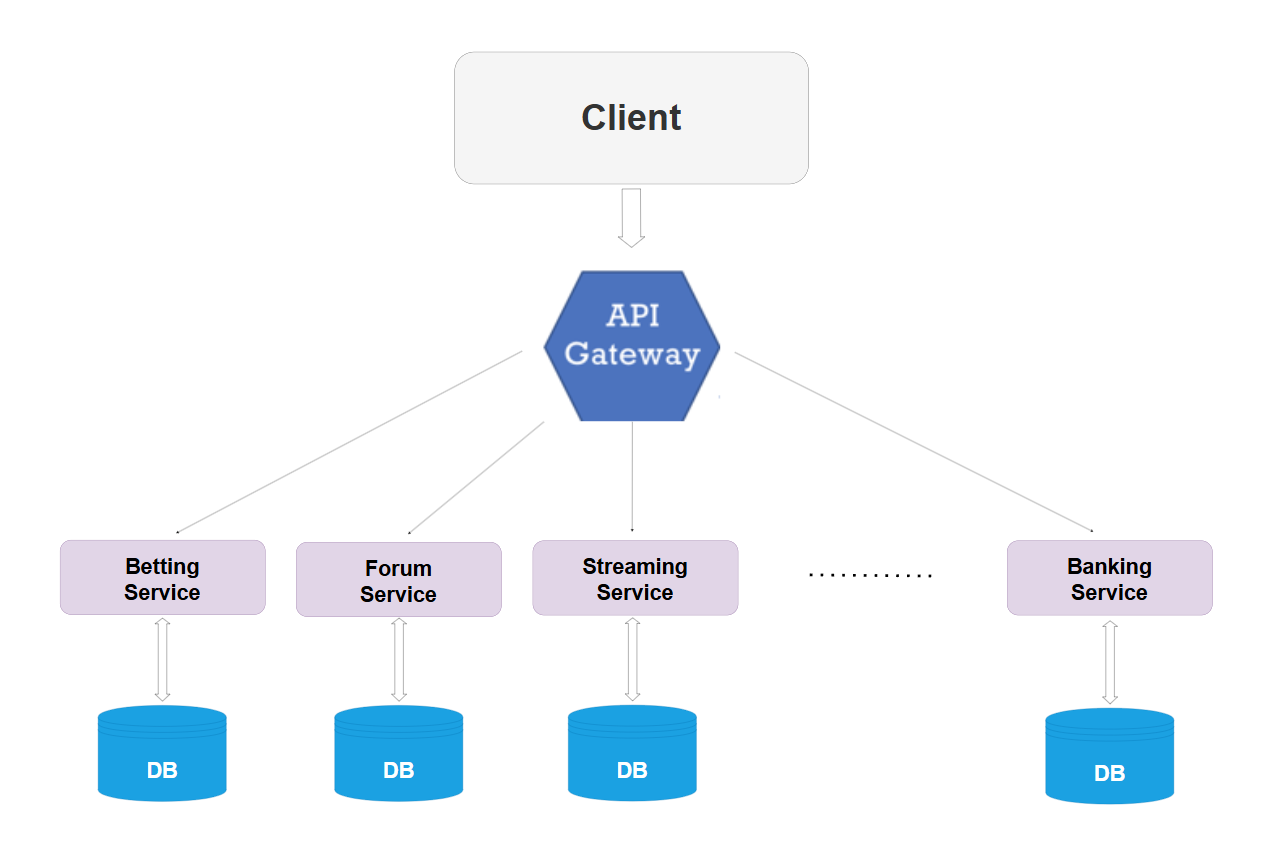 Client
API
Gateway
Betting
Service
Forum
Service
Streaming
Service
............
Banking
Service
DB
DB
DB
DB